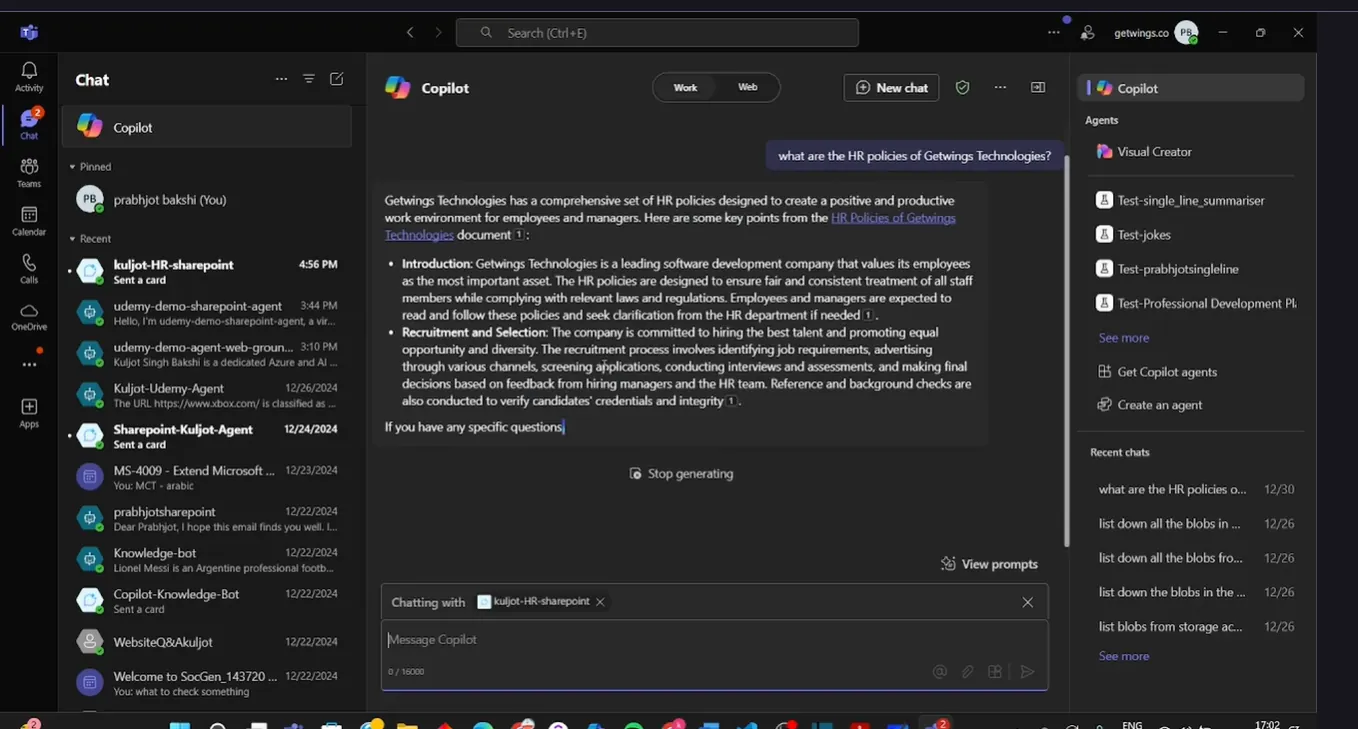 Search (Ctrl+E)
getwings.co
PB
Activity
2
Chat
Teams
Calendar
Calls
OneDrive
Apps
Chat
Copilot
Pinned
PB
prabhjot bakshi (You)
Recent
kuljot-HR-sharepoint 4:56 PM
Sent a card
udemy-demo-sharepoint-agent 3:44 PM
Hello, I'm udemy-demo-sharepoint-agent, a vir...
udemy-demo-agent-web-groun... 3:10 PM
Kuljot Singh Bakshi is a dedicated Azure and AI ...
Kuljot-Udemy-Agent 12/26/2024
The URL https://www.xbox.com/ is classified as ...
Sharepoint-Kuljot-Agent 12/24/2024
Sent a card
MS-4009 - Extend Microsoft ... 12/23/2024
You: MCT - arabic
prabhjotsharepoint 12/22/2024
Dear Prabhjot, I hope this email finds you well. I...
Knowledge-bot 12/22/2024
Lionel Messi is an Argentine professional footb...
Copilot-Knowledge-Bot 12/22/2024
Sent a card
WebsiteQ&Akuljot 12/22/2024
Welcome to SocGen_143720 ... 12/22/2024
You: what to check something
Copilot
Work Web
New chat
what are the HR policies of Getwings Technologies?
Getwings Technologies has a comprehensive set of HR policies designed to create a positive and productive
work environment for employees and managers. Here are some key points from the HR Policies of Getwings
Technologies document 1 :
• Introduction: Getwings Technologies is a leading software development company that values its employees
as the most important asset. The HR policies are designed to ensure fair and consistent treatment of all staff
members while complying with relevant laws and regulations. Employees and managers are expected to
read and follow these policies and seek clarification from the HR department if needed 1 .
• Recruitment and Selection: The company is committed to hiring the best talent and promoting equal
opportunity and diversity. The recruitment process involves identifying job requirements, advertising
through various channels, screening applications, conducting interviews and assessments, and making final
decisions based on feedback from hiring managers and the HR team. Reference and background checks are
also conducted to verify candidates' credentials and integrity 1 .
If you have any specific questions,
Stop generating
View prompts
Chatting with kuljot-HR-sharepoint
Message Copilot
0 / 16000
Copilot
Agents
Visual Creator
Test-single_line_summariser
Test-jokes
Test-prabhjotsingleline
Test-Professional Development Pl
See more
Get Copilot agents
Create an agent
Recent chats
what are the HR policies o... 12/30
list down all the blobs in ... 12/26
list down all the blobs fro... 12/26
list down the blobs in the ... 12/26
list blobs from storage ac... 12/26
See more
2
2
ENG
17:02